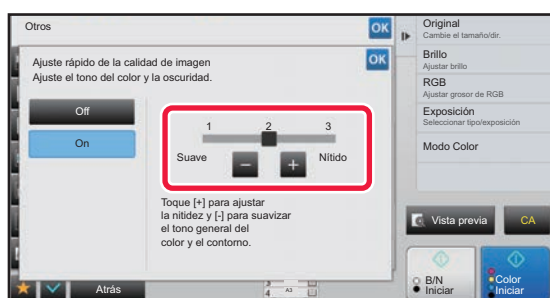 Otros
OK
Ajuste rápido de la calidad de imagen
Ajuste el tono del color y la oscuridad.
OK
Off
On
1 2 3
Suave
-
+
Nítido
Toque [+] para ajustar
la nitidez y [-] para suavizar
el tono general del
color y el contorno.
Atrás
3
4
A3
Original
Cambie el tamaño/dir.
Brillo
Ajustar brillo
RGB
Ajustar grosor de RGB
Exposición
Seleccionar tipo/exposición
Modo Color
Vista previa
CA
B/N
Iniciar
Color
Iniciar